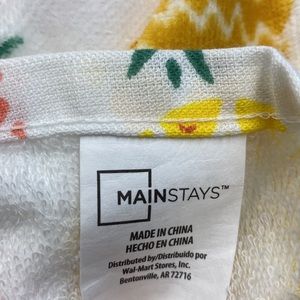 MAINSTAYS™
MADE IN CHINA
HECHO EN CHINA
Distributed by/Distribuido por
Wal-Mart Stores, Inc.
Bentonville, AR 72716